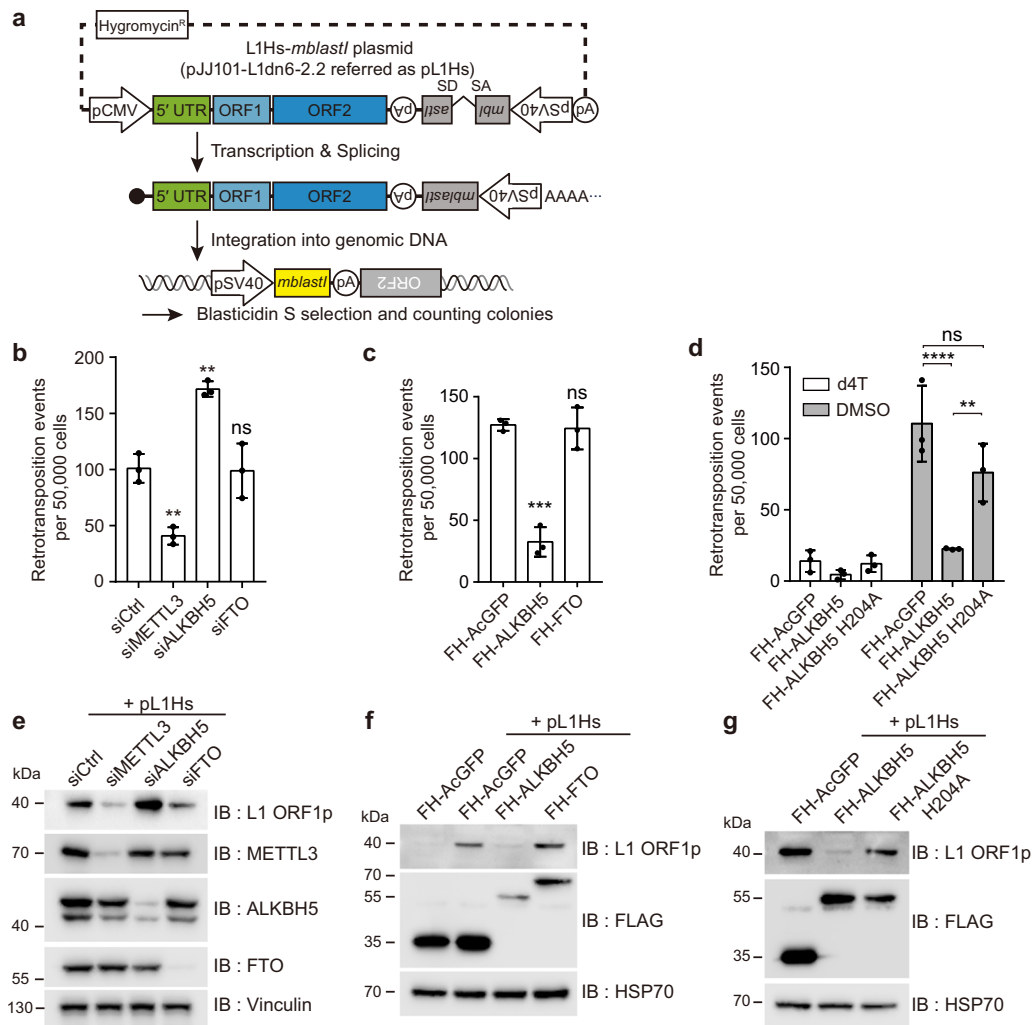 a
Hygromycinᴿ
L1Hs-mblastI plasmid
(pJJ101-L1dn6-2.2 referred as pL1Hs)
SD SA
pCMV 5′ UTR ORF1 ORF2 pA astI mbl pSV40 pA
Transcription & Splicing
5′ UTR ORF1 ORF2 pA mblastI pSV40 AAAA···
Integration into genomic DNA
pSV40 mblastI pA ORF2
Blasticidin S selection and counting colonies
b
Retrotransposition events
per 50,000 cells
200
150
100
50
0
**
**
ns
siCtrl
siMETTL3
siALKBH5
siFTO
c
Retrotransposition events
per 50,000 cells
150
100
50
0
***
ns
FH-AcGFP
FH-ALKBH5
FH-FTO
d
Retrotransposition events
per 50,000 cells
150
100
50
0
d4T
DMSO
ns
****
**
FH-AcGFP
FH-ALKBH5
FH-ALKBH5 H204A
FH-AcGFP
FH-ALKBH5
FH-ALKBH5 H204A
e
+ pL1Hs
siCtrl
siMETTL3
siALKBH5
siFTO
kDa
40 IB : L1 ORF1p
70 IB : METTL3
IB : ALKBH5
40
IB : FTO
55
130 IB : Vinculin
f
+ pL1Hs
FH-AcGFP
FH-AcGFP
FH-ALKBH5
FH-FTO
kDa
40 IB : L1 ORF1p
70
55
IB : FLAG
35
70 IB : HSP70
g
+ pL1Hs
FH-AcGFP
FH-ALKBH5
FH-ALKBH5
H204A
kDa
40 IB : L1 ORF1p
55
IB : FLAG
35
70 IB : HSP70